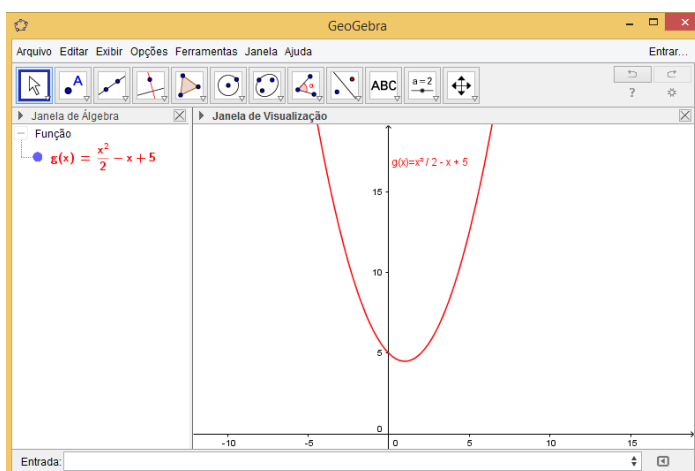 GeoGebra
Arquivo Editar Exibir Opções Ferramentas Janela Ajuda Entrar...
A α ABC a = 2 ?
Janela de Álgebra
Janela de Visualização
Função
g(x) = x²/2 − x + 5
g(x)=x² / 2 - x + 5
15
10
5
0
-10 -5 0 5 10 15
Entrada: